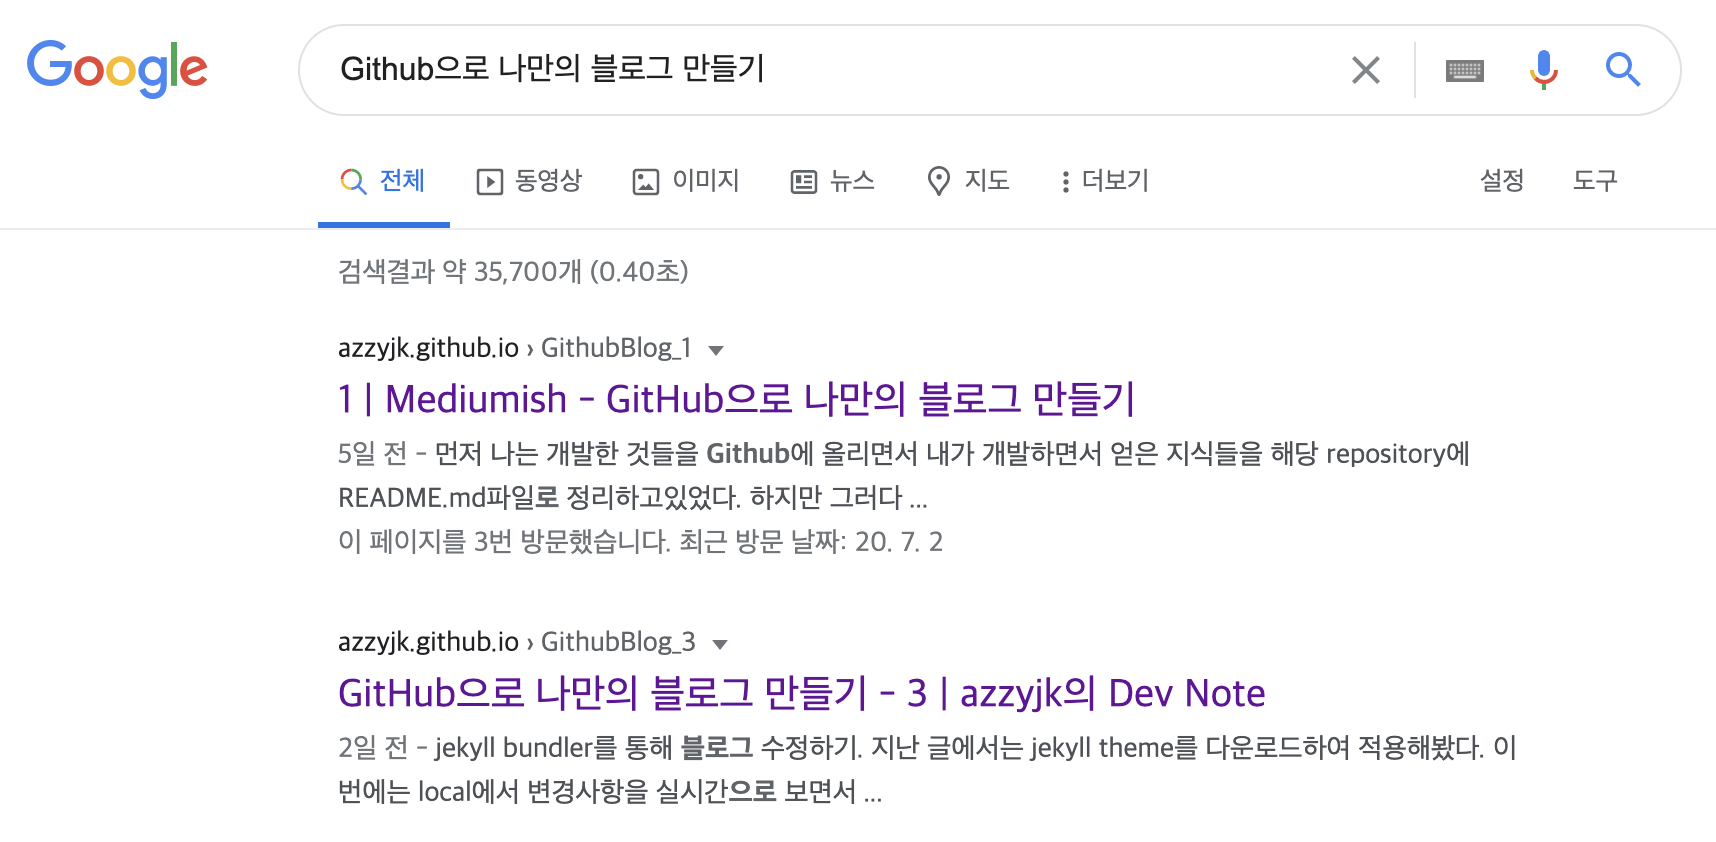 Google
Github으로 나만의 블로그 만들기
전체 동영상 이미지 뉴스 지도 더보기 설정 도구
검색결과 약 35,700개 (0.40초)
azzyjk.github.io › GithubBlog_1
1 | Mediumish - GitHub으로 나만의 블로그 만들기
5일 전 - 먼저 나는 개발한 것들을 Github에 올리면서 내가 개발하면서 얻은 지식들을 해당 repository에
README.md파일로 정리하고있었다. 하지만 그러다 ...
이 페이지를 3번 방문했습니다. 최근 방문 날짜: 20. 7. 2
azzyjk.github.io › GithubBlog_3
GitHub으로 나만의 블로그 만들기 - 3 | azzyjk의 Dev Note
2일 전 - jekyll bundler를 통해 블로그 수정하기. 지난 글에서는 jekyll theme를 다운로드하여 적용해봤다. 이
번에는 local에서 변경사항을 실시간으로 보면서 ...